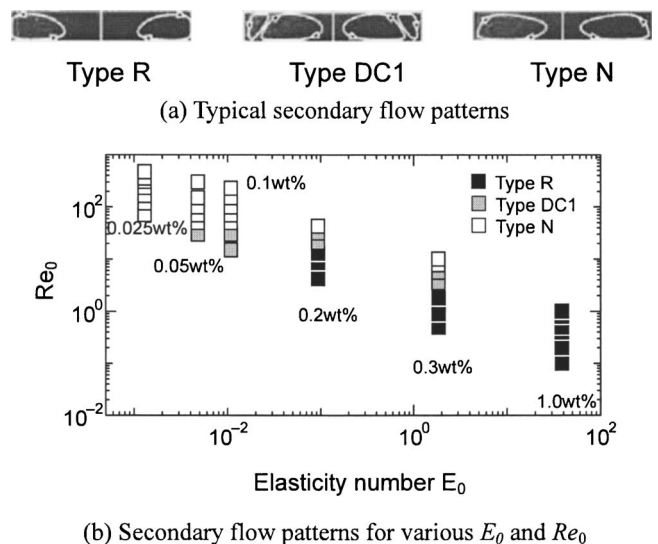 Type R Type DC1 Type N
(a) Typical secondary flow patterns
Type R
Type DC1
Type N
0.1wt%
0.025wt%
0.05wt%
0.2wt%
0.3wt%
1.0wt%
10²
10⁰
10⁻²
Re₀
10⁻² 10⁰ 10²
Elasticity number E₀
(b) Secondary flow patterns for various E₀ and Re₀